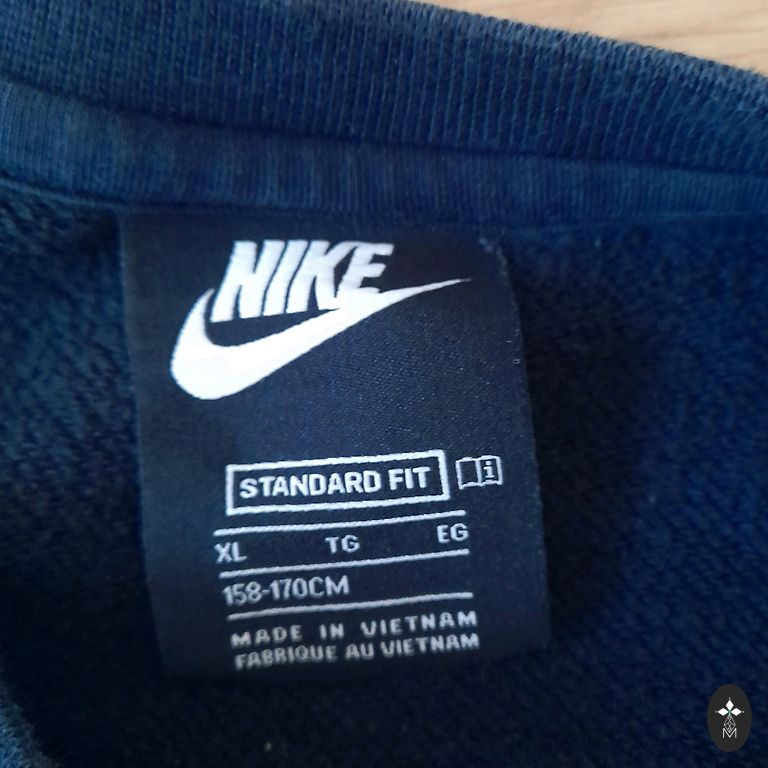 NIKE
STANDARD FIT i
XL TG EG
158-170CM
MADE IN VIETNAM
FABRIQUE AU VIETNAM
M